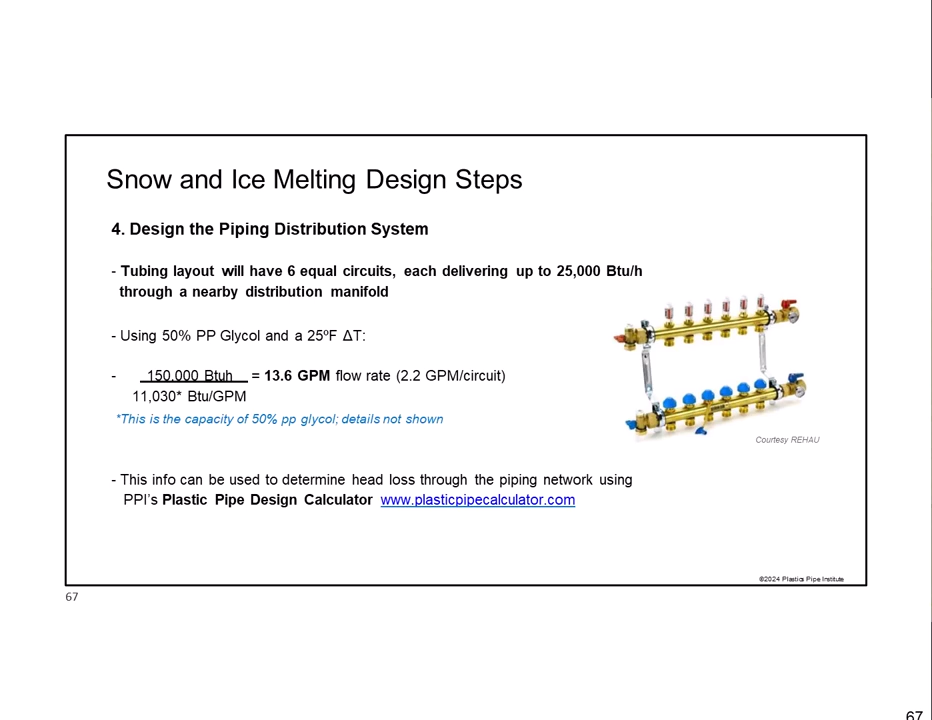 Snow and Ice Melting Design Steps
4. Design the Piping Distribution System
- Tubing layout will have 6 equal circuits, each delivering up to 25,000 Btu/h
through a nearby distribution manifold
- Using 50% PP Glycol and a 25ºF ΔT:
- 150,000 Btuh = 13.6 GPM flow rate (2.2 GPM/circuit)
11,030* Btu/GPM
*This is the capacity of 50% pp glycol; details not shown
Courtesy REHAU
- This info can be used to determine head loss through the piping network using
PPI's Plastic Pipe Design Calculator www.plasticpipecalculator.com
©2024 Plastics Pipe Institute
67
67